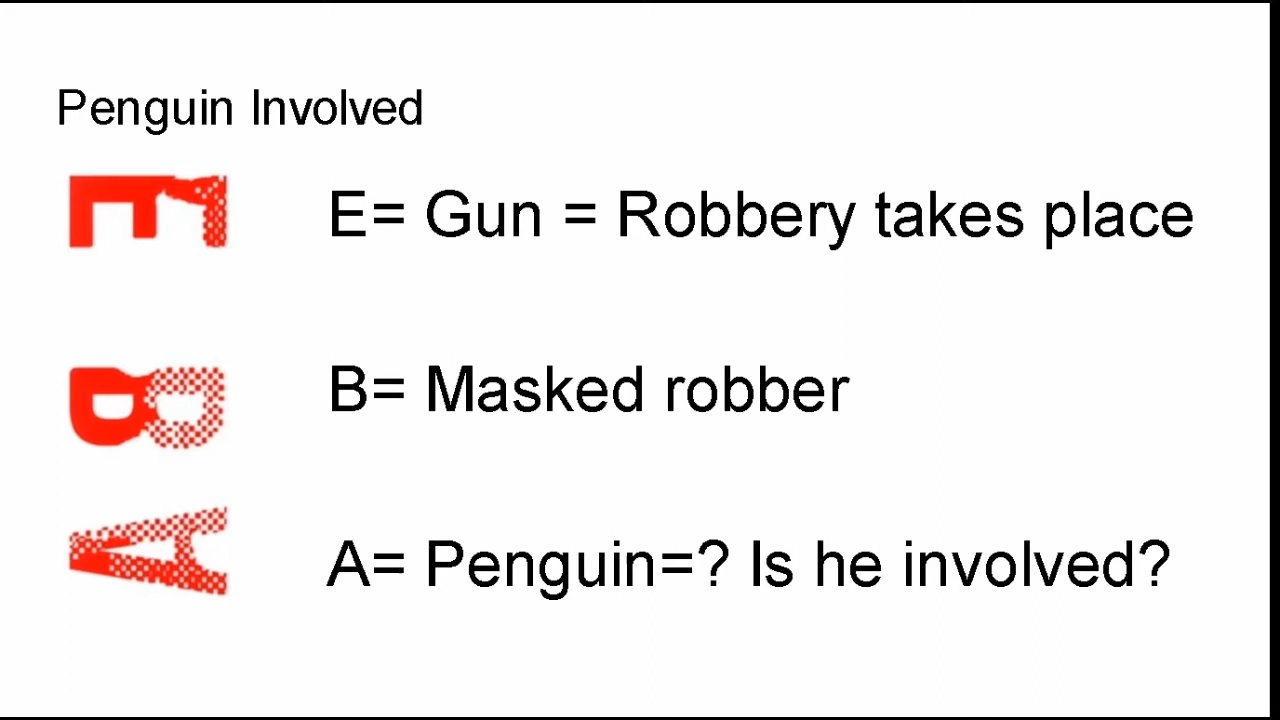 Penguin Involved
E E= Gun = Robbery takes place
B B= Masked robber
A A= Penguin=? Is he involved?